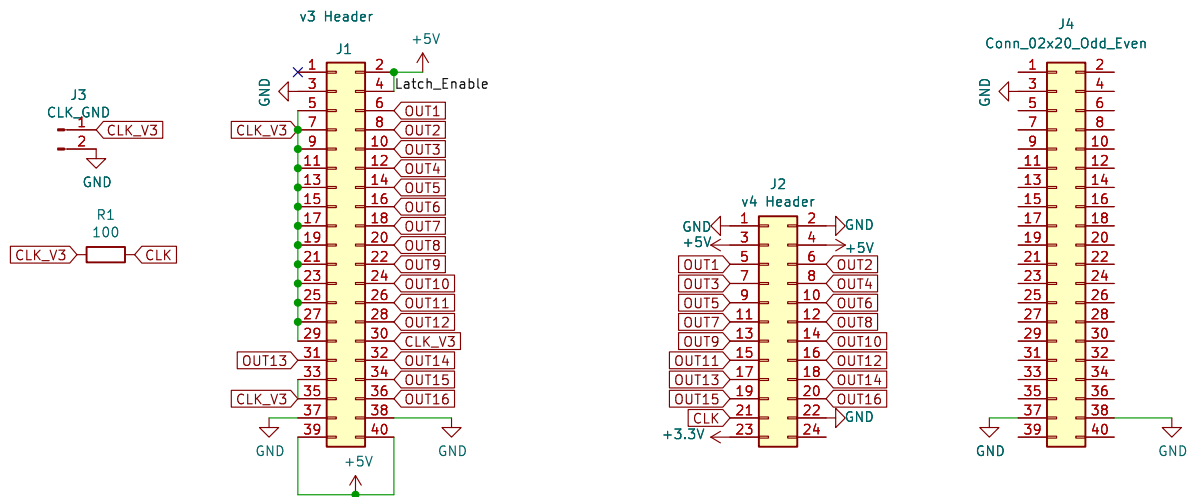 v3 Header
J1
+5V
1 2
Latch_Enable
GND 3 4
5 6 OUT1
CLK_V3 7 8 OUT2
9 10 OUT3
11 12 OUT4
13 14 OUT5
15 16 OUT6
17 18 OUT7
19 20 OUT8
21 22 OUT9
23 24 OUT10
25 26 OUT11
27 28 OUT12
29 30 CLK_V3
OUT13 31 32 OUT14
33 34 OUT15
CLK_V3 35 36 OUT16
37 38
GND GND
39 40
+5V
J3
CLK_GND
1 CLK_V3
2
GND
R1
100
CLK_V3 CLK
J2
v4 Header
GND 1 2 GND
+5V 3 4 +5V
OUT1 5 6 OUT2
OUT3 7 8 OUT4
OUT5 9 10 OUT6
OUT7 11 12 OUT8
OUT9 13 14 OUT10
OUT11 15 16 OUT12
OUT13 17 18 OUT14
OUT15 19 20 OUT16
CLK 21 22 GND
+3.3V 23 24
J4
Conn_02x20_Odd_Even
1 2
GND 3 4
5 6
7 8
9 10
11 12
13 14
15 16
17 18
19 20
21 22
23 24
25 26
27 28
29 30
31 32
33 34
35 36
37 38
39 40
GND GND